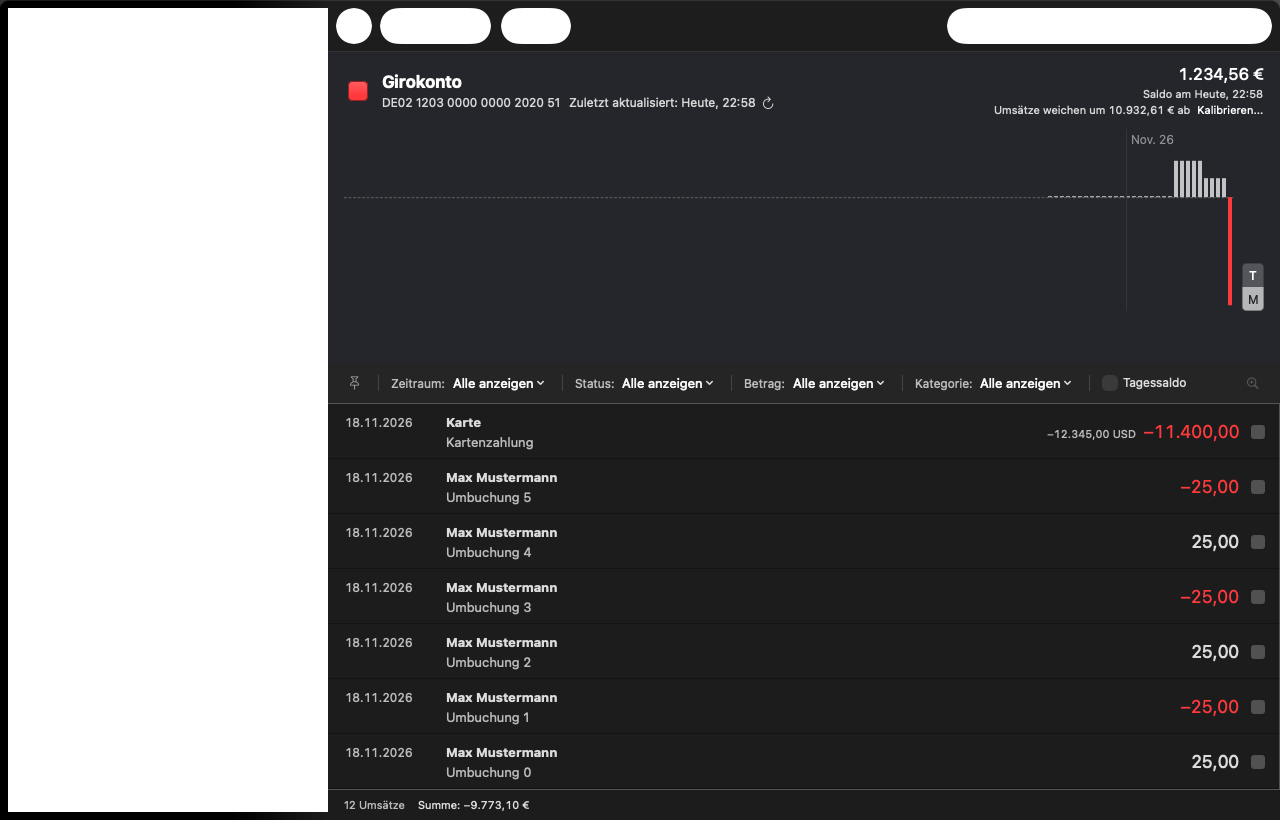 Girokonto
DE02 1203 0000 0000 2020 51 Zuletzt aktualisiert: Heute, 22:58
1.234,56 €
Saldo am Heute, 22:58
Umsätze weichen um 10.932,61 € ab Kalibrieren...
Nov. 26
T
M
Zeitraum: Alle anzeigen Status: Alle anzeigen Betrag: Alle anzeigen Kategorie: Alle anzeigen Tagessaldo
18.11.2026 Karte −12.345,00 USD −11.400,00
Kartenzahlung
18.11.2026 Max Mustermann −25,00
Umbuchung 5
18.11.2026 Max Mustermann 25,00
Umbuchung 4
18.11.2026 Max Mustermann −25,00
Umbuchung 3
18.11.2026 Max Mustermann 25,00
Umbuchung 2
18.11.2026 Max Mustermann −25,00
Umbuchung 1
18.11.2026 Max Mustermann 25,00
Umbuchung 0
12 Umsätze Summe: −9.773,10 €